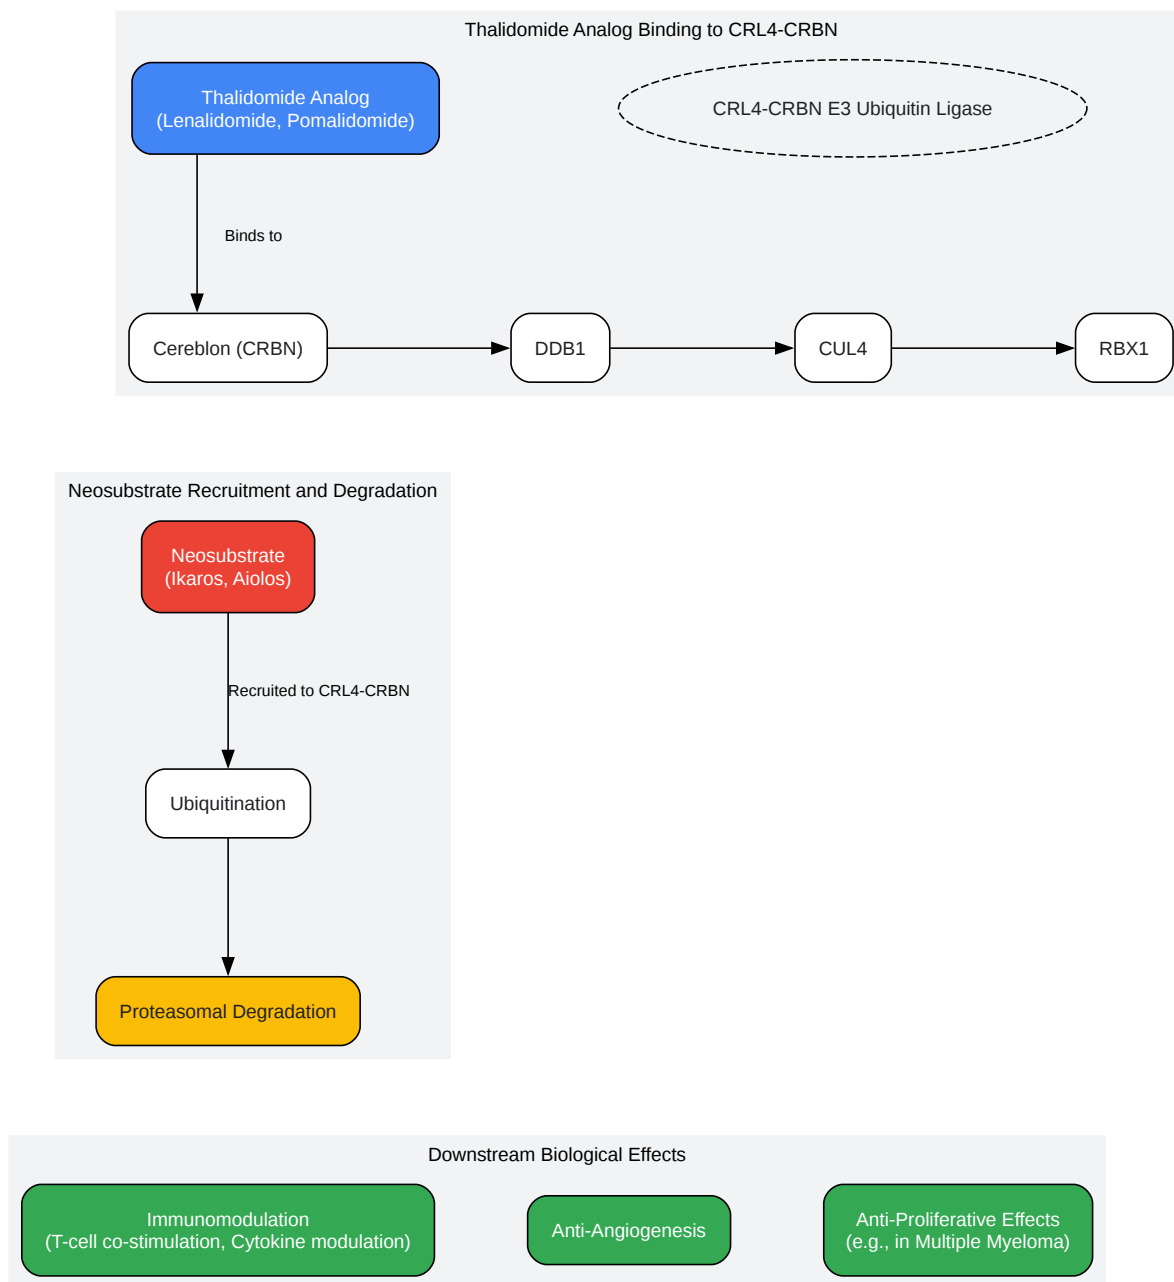 Thalidomide Analog Binding to CRL4-CRBN
Thalidomide Analog
(Lenalidomide, Pomalidomide)
CRL4-CRBN E3 Ubiquitin Ligase
Binds to
Cereblon (CRBN)
DDB1
CUL4
RBX1
Neosubstrate Recruitment and Degradation
Neosubstrate
(Ikaros, Aiolos)
Recruited to CRL4-CRBN
Ubiquitination
Proteasomal Degradation
Downstream Biological Effects
Immunomodulation
(T-cell co-stimulation, Cytokine modulation)
Anti-Angiogenesis
Anti-Proliferative Effects
(e.g., in Multiple Myeloma)